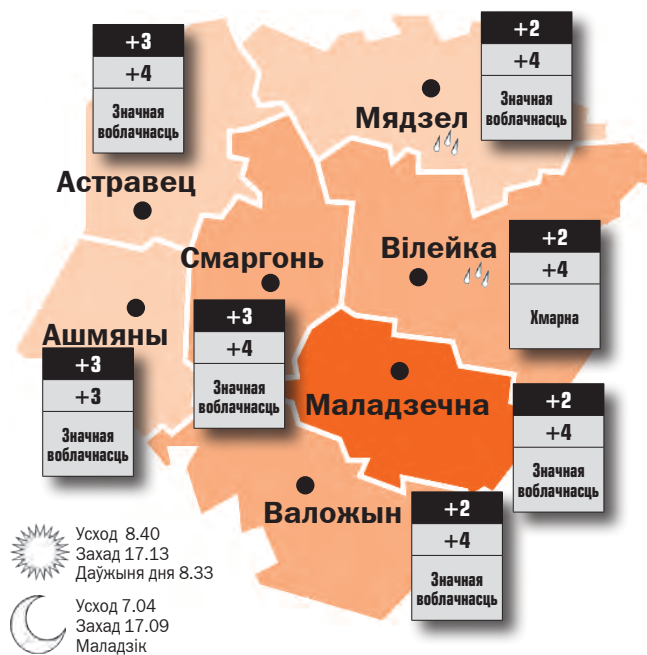 +3
+4
Значная
воблачнасць
Астравец
+2
+4
Значная
воблачнасць
Мядзел
Смаргонь
+3
+4
Значная
воблачнасць
Вілейка
+2
+4
Хмарна
Ашмяны
+3
+3
Значная
воблачнасць
Маладзечна
+2
+4
Значная
воблачнасць
Валожын
+2
+4
Значная
воблачнасць
Усход 8.40
Захад 17.13
Даўжыня дня 8.33
Усход 7.04
Захад 17.09
Маладзік